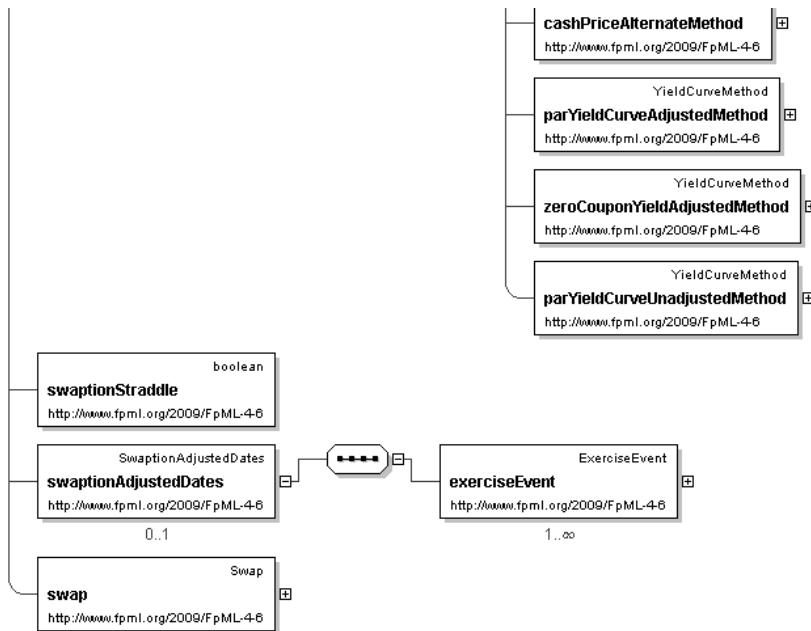 cashPriceAlternateMethod
http://www.fpml.org/2009/FpML-4-6
YieldCurveMethod
parYieldCurveAdjustedMethod
http://www.fpml.org/2009/FpML-4-6
YieldCurveMethod
zeroCouponYieldAdjustedMethod
http://www.fpml.org/2009/FpML-4-6
YieldCurveMethod
parYieldCurveUnadjustedMethod
http://www.fpml.org/2009/FpML-4-6
boolean
swaptionStraddle
http://www.fpml.org/2009/FpML-4-6
SwaptionAdjustedDates
swaptionAdjustedDates
http://www.fpml.org/2009/FpML-4-6
0..1
ExerciseEvent
exerciseEvent
http://www.fpml.org/2009/FpML-4-6
1..∞
Swap
swap
http://www.fpml.org/2009/FpML-4-6